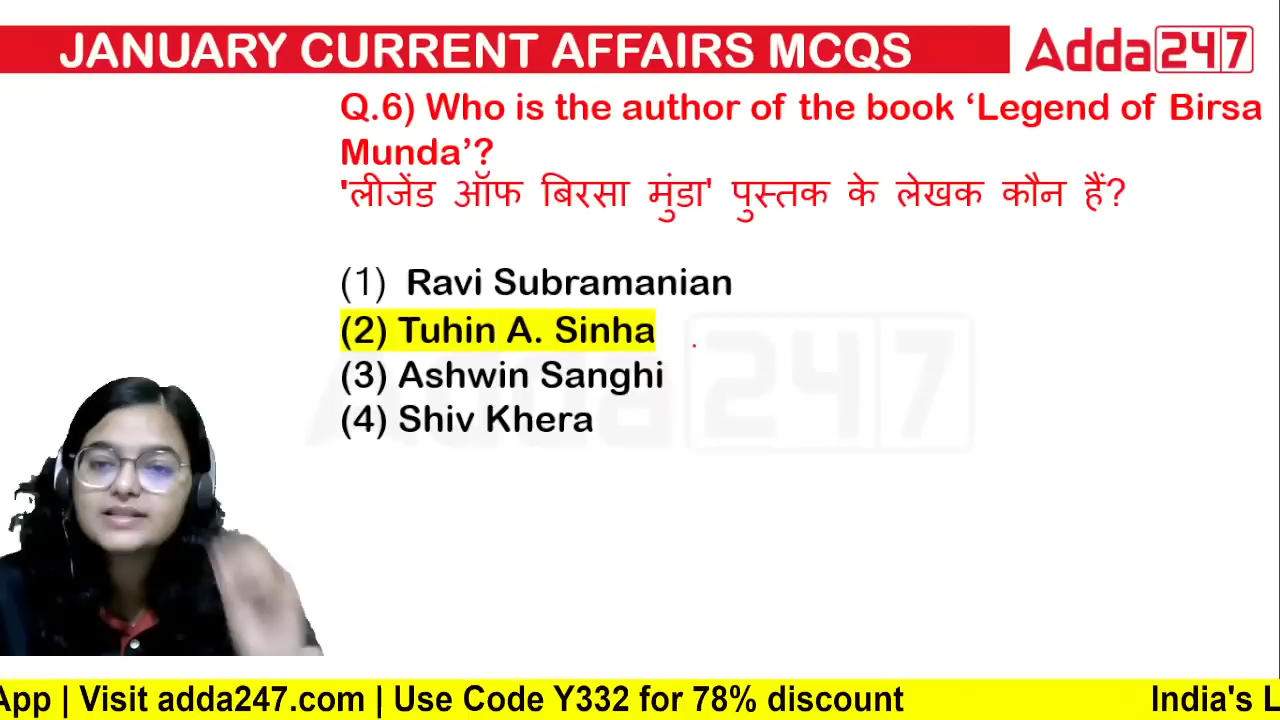 JANUARY CURRENT AFFAIRS MCQS
Adda247
Q.6) Who is the author of the book ‘Legend of Birsa
Munda’?
'लीजेंड ऑफ बिरसा मुंडा' पुस्तक के लेखक कौन हैं?
(1) Ravi Subramanian
(2) Tuhin A. Sinha
(3) Ashwin Sanghi
(4) Shiv Khera
Adda247
App | Visit adda247.com | Use Code Y332 for 78% discount India's L